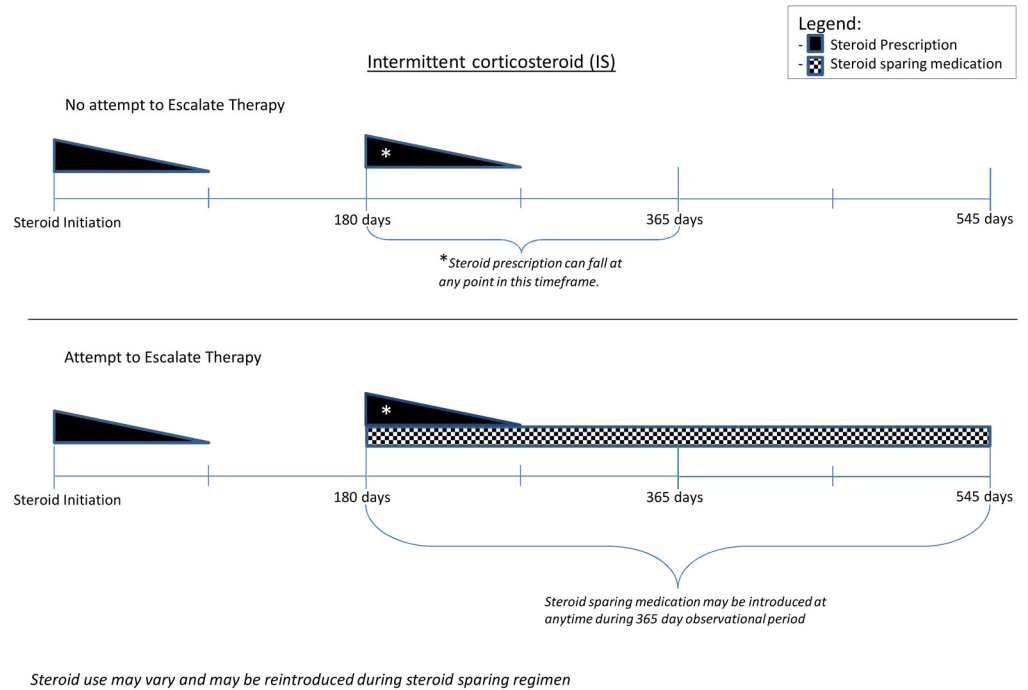 Legend:
- Steroid Prescription
- Steroid sparing medication
Intermittent corticosteroid (IS)
No attempt to Escalate Therapy
*
Steroid Initiation
180 days
365 days
545 days
*Steroid prescription can fall at
any point in this timeframe.
Attempt to Escalate Therapy
*
Steroid Initiation
180 days
365 days
545 days
Steroid sparing medication may be introduced at
anytime during 365 day observational period
Steroid use may vary and may be reintroduced during steroid sparing regimen